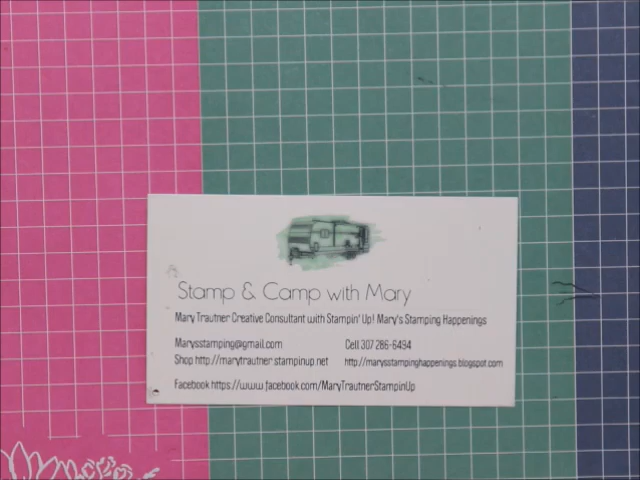 Stamp & Camp with Mary
Mary Trautner Creative Consultant with Stampin' Up! Mary's Stamping Happenings
Marysstamping@gmail.com Cell 307 286-6494
Shop http://marytrautner.stampinup.net http://marysstampinghappenings.blogspot.com
Facebook https://www.facebook.com/MaryTrautnerStampinUp